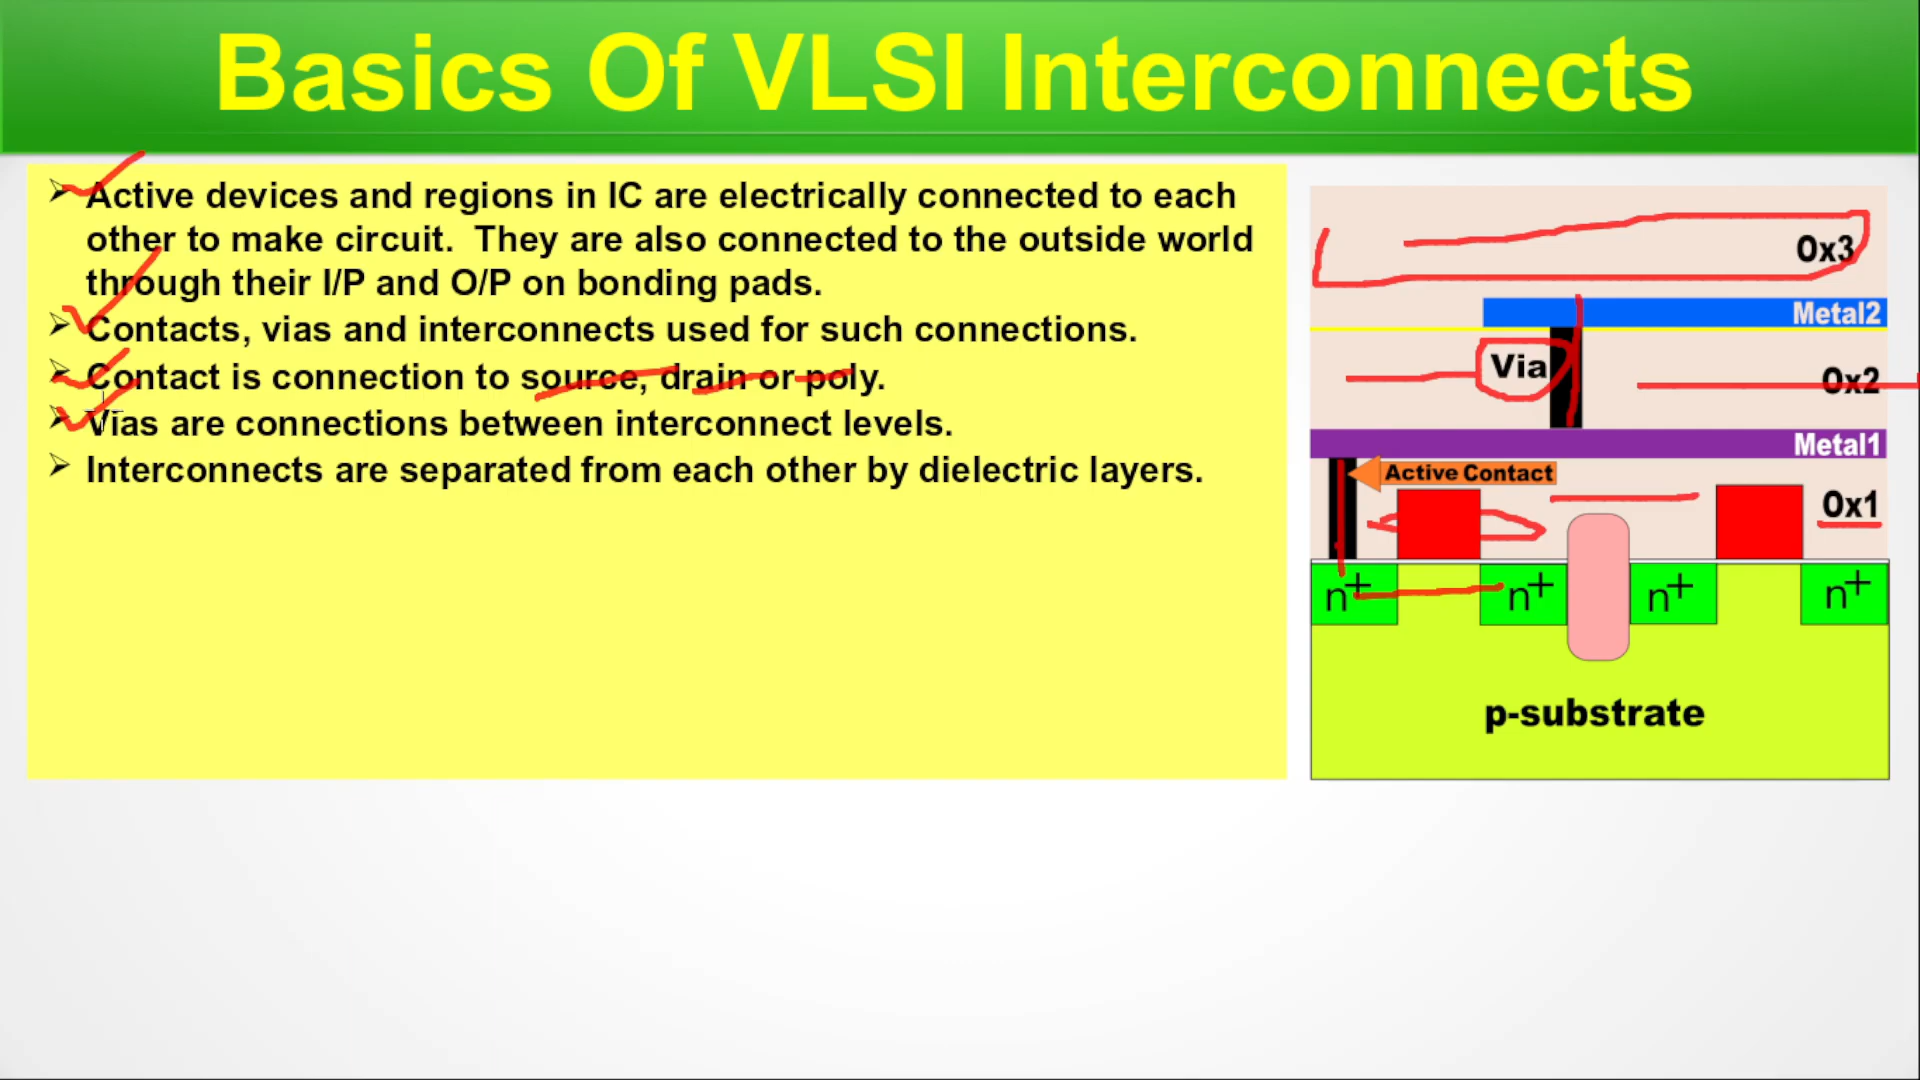 Basics Of VLSI Interconnects
➢ Active devices and regions in IC are electrically connected to each
other to make circuit. They are also connected to the outside world
through their I/P and O/P on bonding pads.
➢ Contacts, vias and interconnects used for such connections.
➢ Contact is connection to source, drain or poly.
➢ Vias are connections between interconnect levels.
➢ Interconnects are separated from each other by dielectric layers.
Ox3
Metal2
Via
Ox2
Metal1
Active Contact
Ox1
n+ n+ n+ n+
p-substrate